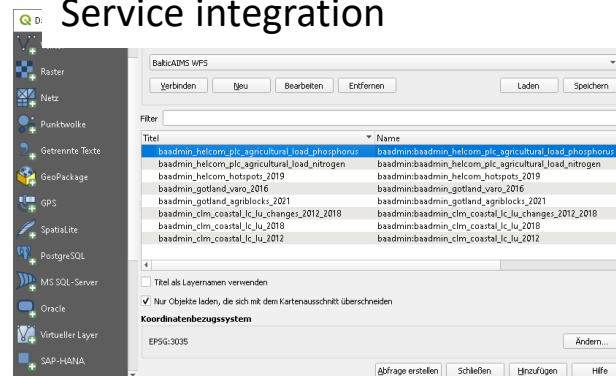 Service integration
Raster
Netz
Punktwolke
Getrennte Texte
GeoPackage
GPS
SpatiaLite
PostgreSQL
MS SQL-Server
Oracle
Virtueller Layer
SAP-HANA
BalticAIMS WFS
Verbinden Neu Bearbeiten Entfernen Laden Speichern
Filter
Titel Name
baadmin_helcom_plc_agricultural_load_phosphorus baadmin:baadmin_helcom_plc_agricultural_load_phosphorus
baadmin_helcom_plc_agricultural_load_nitrogen baadmin:baadmin_helcom_plc_agricultural_load_nitrogen
baadmin_helcom_hotspots_2019 baadmin:baadmin_helcom_hotspots_2019
baadmin_gotland_varo_2016 baadmin:baadmin_gotland_varo_2016
baadmin_gotland_agriblocks_2021 baadmin:baadmin_gotland_agriblocks_2021
baadmin_clm_coastal_lc_lu_changes_2012_2018 baadmin:baadmin_clm_coastal_lc_lu_changes_2012_2018
baadmin_clm_coastal_lc_lu_2018 baadmin:baadmin_clm_coastal_lc_lu_2018
baadmin_clm_coastal_lc_lu_2012 baadmin:baadmin_clm_coastal_lc_lu_2012
Titel als Layernamen verwenden
Nur Objekte laden, die sich mit dem Kartenausschnitt überschneiden
Koordinatenbezugssystem
EPSG:3035 Ändern...
Abfrage erstellen Schließen Hinzufügen Hilfe